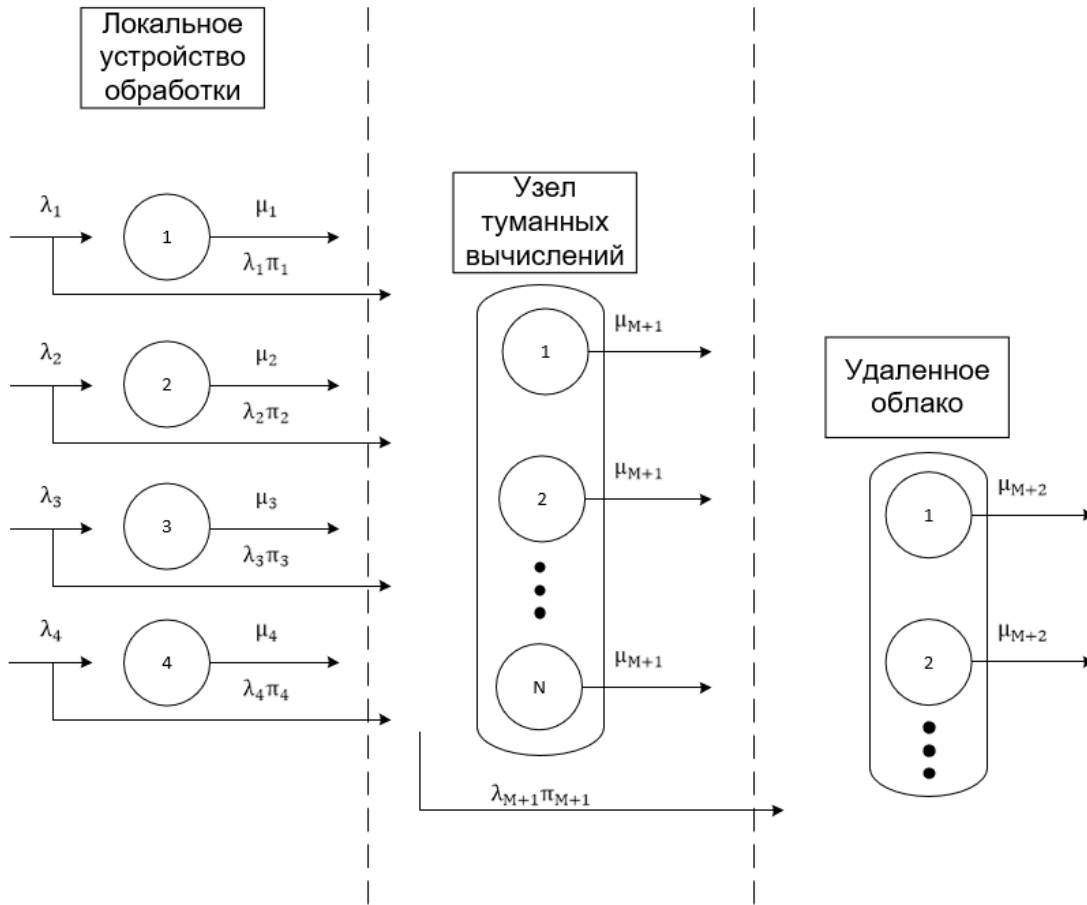 Локальное
устройство
обработки
λ₁
1
μ₁
λ₁π₁
λ₂
2
μ₂
λ₂π₂
λ₃
3
μ₃
λ₃π₃
λ₄
4
μ₄
λ₄π₄
Узел
туманных
вычислений
1
μM+1
2
μM+1
N
μM+1
λM+1πM+1
Удаленное
облако
1
μM+2
2
μM+2